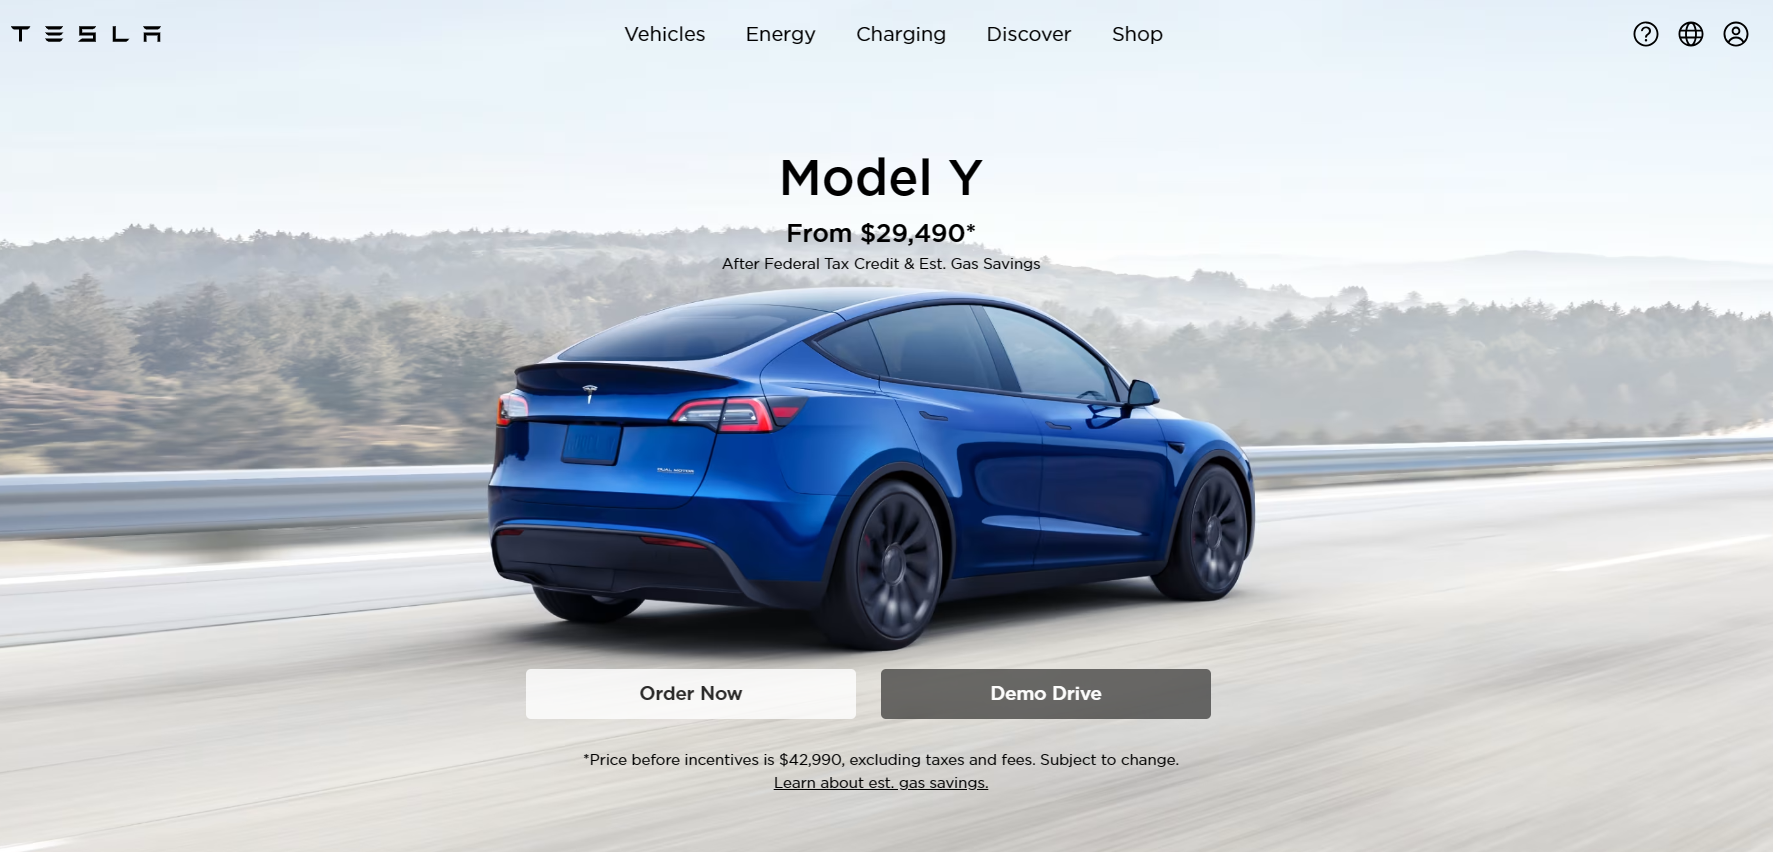 TESLA
Vehicles Energy Charging Discover Shop
Model Y
From $29,490*
After Federal Tax Credit & Est. Gas Savings
DUAL MOTOR
Order Now
Demo Drive
*Price before incentives is $42,990, excluding taxes and fees. Subject to change.
Learn about est. gas savings.